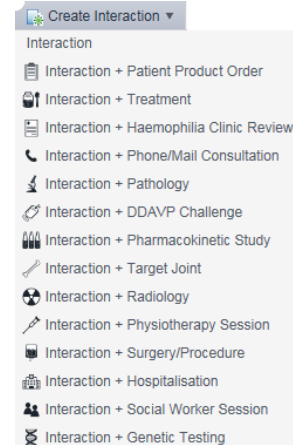 Create Interaction ▼
Interaction
Interaction + Patient Product Order
Interaction + Treatment
Interaction + Haemophilia Clinic Review
Interaction + Phone/Mail Consultation
Interaction + Pathology
Interaction + DDAVP Challenge
Interaction + Pharmacokinetic Study
Interaction + Target Joint
Interaction + Radiology
Interaction + Physiotherapy Session
Interaction + Surgery/Procedure
Interaction + Hospitalisation
Interaction + Social Worker Session
Interaction + Genetic Testing